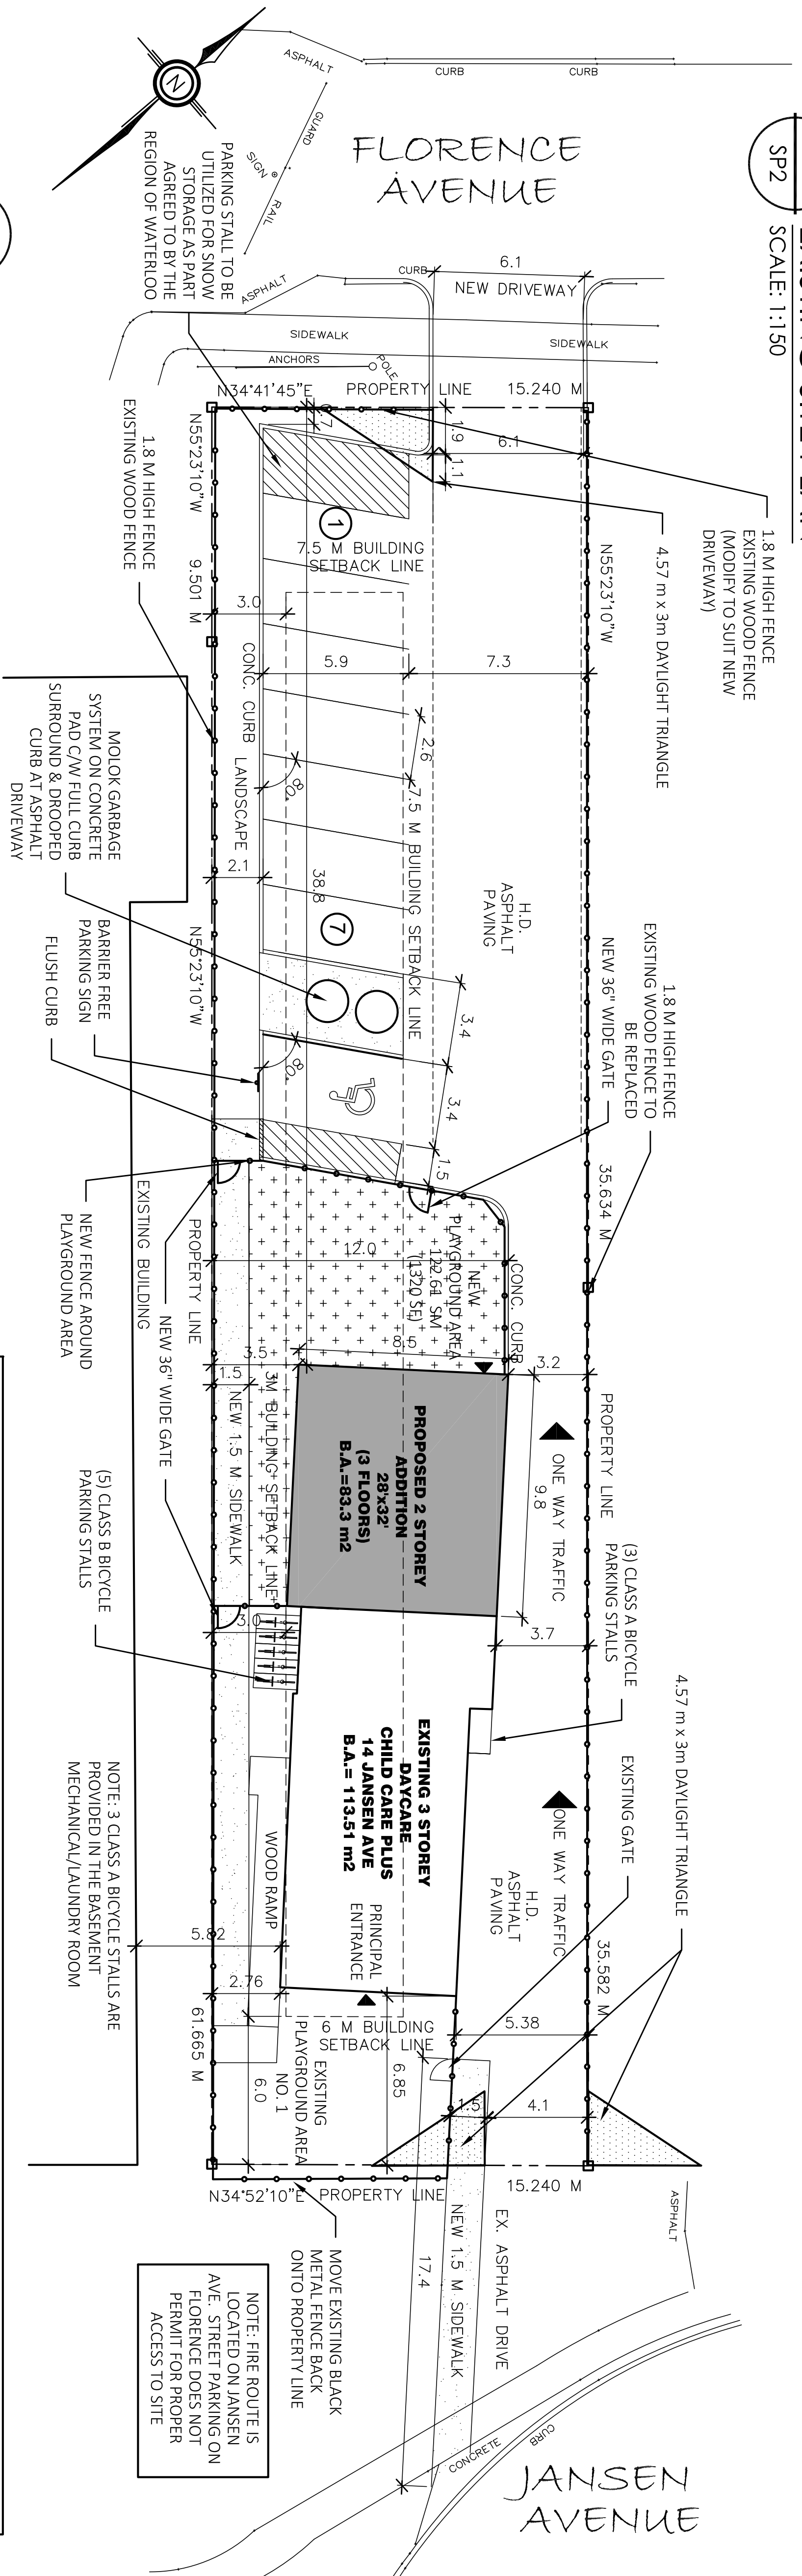 SP2
SCALE: 1:150
ASPHALT
CURB
CURB
GUARD
RAIL
SIGN
N
FLORENCE
AVENUE
PARKING STALL TO BE
UTILIZED FOR SNOW
STORAGE AS PART
AGREED TO BY THE
REGION OF WATERLOO
ASPHALT
CURB
6.1
NEW DRIVEWAY
SIDEWALK
SIDEWALK
ANCHORS
POLE
N34°41'45"E
PROPERTY LINE
15.240 M
1.8 M HIGH FENCE
EXISTING WOOD FENCE
(MODIFY TO SUIT NEW
DRIVEWAY)
4.57 m x 3m DAYLIGHT TRIANGLE
1.8 M HIGH FENCE
EXISTING WOOD FENCE
N55°23'10"W
9.501 M
1.9
1.1
6.1
N55°23'10"W
1
7.5 M BUILDING
SETBACK LINE
3.0
5.9
7.3
CONC. CURB
LANDSCAPE
2.6
7.5 M BUILDING SETBACK LINE
80°
2.1
38.8
7
H.D.
ASPHALT
PAVING
MOLOK GARBAGE
SYSTEM ON CONCRETE
PAD C/W FULL CURB
SURROUND & DROOPED
CURB AT ASPHALT
DRIVEWAY
BARRIER FREE
PARKING SIGN
FLUSH CURB
N55°23'10"W
80°
3.4
3.4
1.5
1.8 M HIGH FENCE
EXISTING WOOD FENCE TO
BE REPLACED
NEW 36" WIDE GATE
35.634 M
EXISTING BUILDING
NEW FENCE AROUND
PLAYGROUND AREA
PROPERTY LINE
NEW 36" WIDE GATE
12.0
NEW
PLAYGROUND AREA
122.61 SM
(1320 SF)
CONC. CURB
8.5
3.5
1.5
3.2
NEW 1.5 M SIDEWALK
3M BUILDING SETBACK LINE
PROPOSED 2 STOREY
ADDITION
28'x32'
(3 FLOORS)
B.A.=83.3 m2
9.8
ONE WAY TRAFFIC
PROPERTY LINE
(3) CLASS A BICYCLE
PARKING STALLS
(5) CLASS B BICYCLE
PARKING STALLS
3.0
3.7
EXISTING 3 STOREY
DAYCARE
CHILD CARE PLUS
14 JANSEN AVE
B.A.= 113.51 m2
4.57 m x 3m DAYLIGHT TRIANGLE
EXISTING GATE
ONE WAY TRAFFIC
H.D.
ASPHALT
PAVING
WOOD RAMP
PRINCIPAL
ENTRANCE
NOTE: 3 CLASS A BICYCLE STALLS ARE
PROVIDED IN THE BASEMENT
MECHANICAL/LAUNDRY ROOM
5.82
2.76
35.582 M
5.38
61.665 M
6 M BUILDING
SETBACK LINE
6.85
EXISTING
PLAYGROUND AREA
NO. 1
6.0
1.5
4.1
N34°52'10"E
PROPERTY LINE
15.240 M
ASPHALT
MOVE EXISTING BLACK
METAL FENCE BACK
ONTO PROPERTY LINE
17.4
NEW 1.5 M SIDEWALK
EX. ASPHALT DRIVE
NOTE: FIRE ROUTE IS
LOCATED ON JANSEN
AVE. STREET PARKING ON
FLORENCE DOES NOT
PERMIT FOR PROPER
ACCESS TO SITE
CONCRETE
CURB
JANSEN
AVENUE